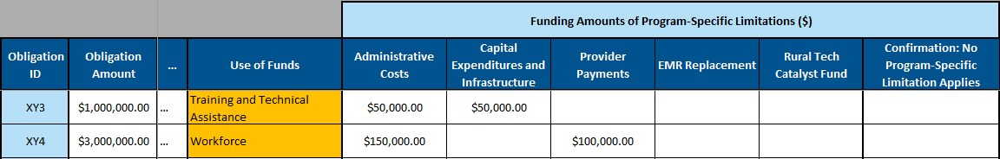 Funding Amounts of Program-Specific Limitations ($)
Obligation
ID
Obligation
Amount
...
Use of Funds
Administrative
Costs
Capital
Expenditures and
Infrastructure
Provider
Payments
EMR Replacement
Rural Tech
Catalyst Fund
Confirmation: No
Program-Specific
Limitation Applies
XY3
$1,000,000.00
...
Training and Technical
Assistance
$50,000.00
$50,000.00
XY4
$3,000,000.00
...
Workforce
$150,000.00
$100,000.00